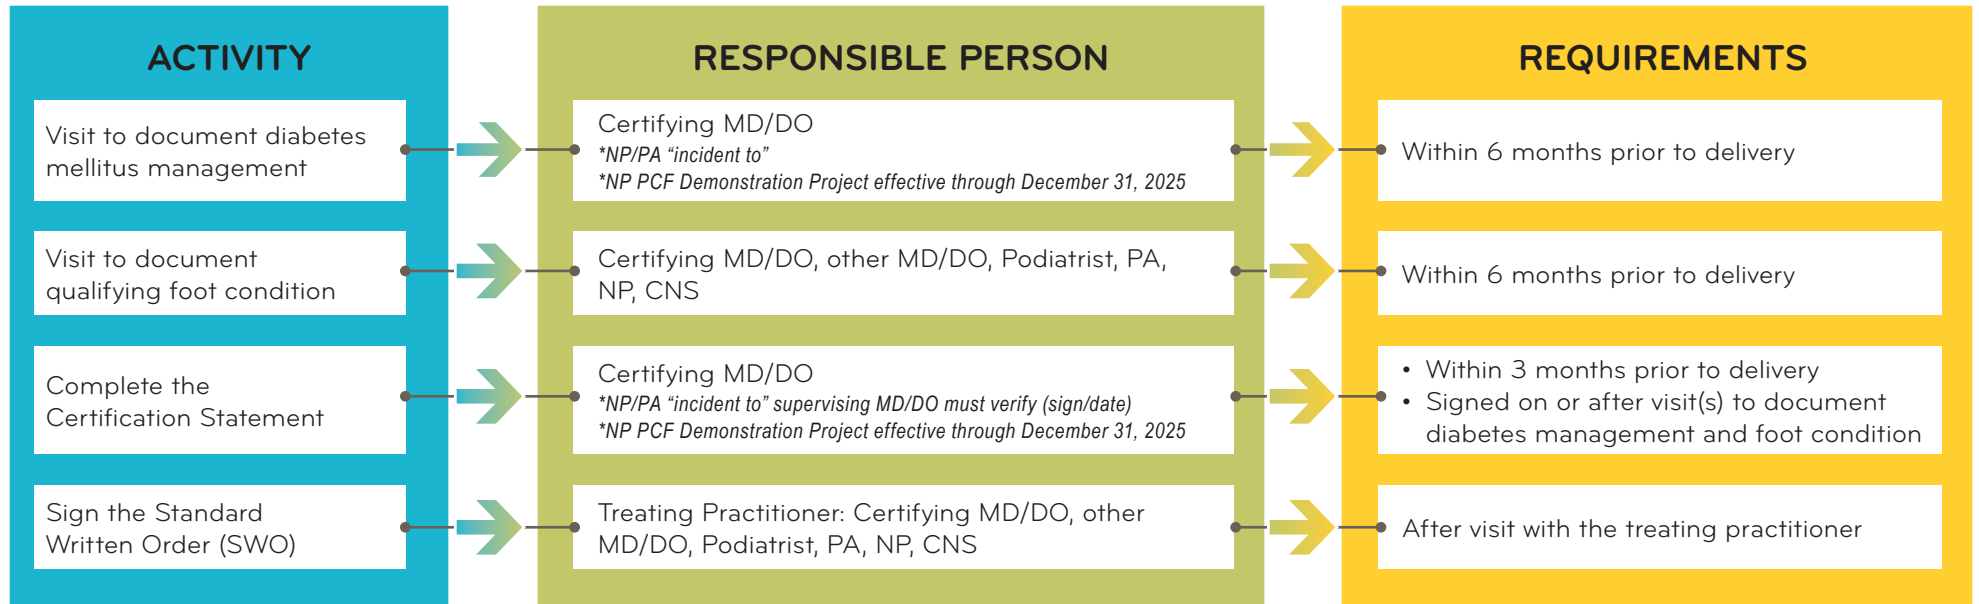 ACTIVITY
RESPONSIBLE PERSON
REQUIREMENTS
Visit to document diabetes
mellitus management
Certifying MD/DO
*NP/PA “incident to”
*NP PCF Demonstration Project effective through December 31, 2025
Within 6 months prior to delivery
Visit to document
qualifying foot condition
Certifying MD/DO, other MD/DO, Podiatrist, PA,
NP, CNS
Within 6 months prior to delivery
Complete the
Certification Statement
Certifying MD/DO
*NP/PA “incident to” supervising MD/DO must verify (sign/date)
*NP PCF Demonstration Project effective through December 31, 2025
• Within 3 months prior to delivery
• Signed on or after visit(s) to document
diabetes management and foot condition
Sign the Standard
Written Order (SWO)
Treating Practitioner: Certifying MD/DO, other
MD/DO, Podiatrist, PA, NP, CNS
After visit with the treating practitioner